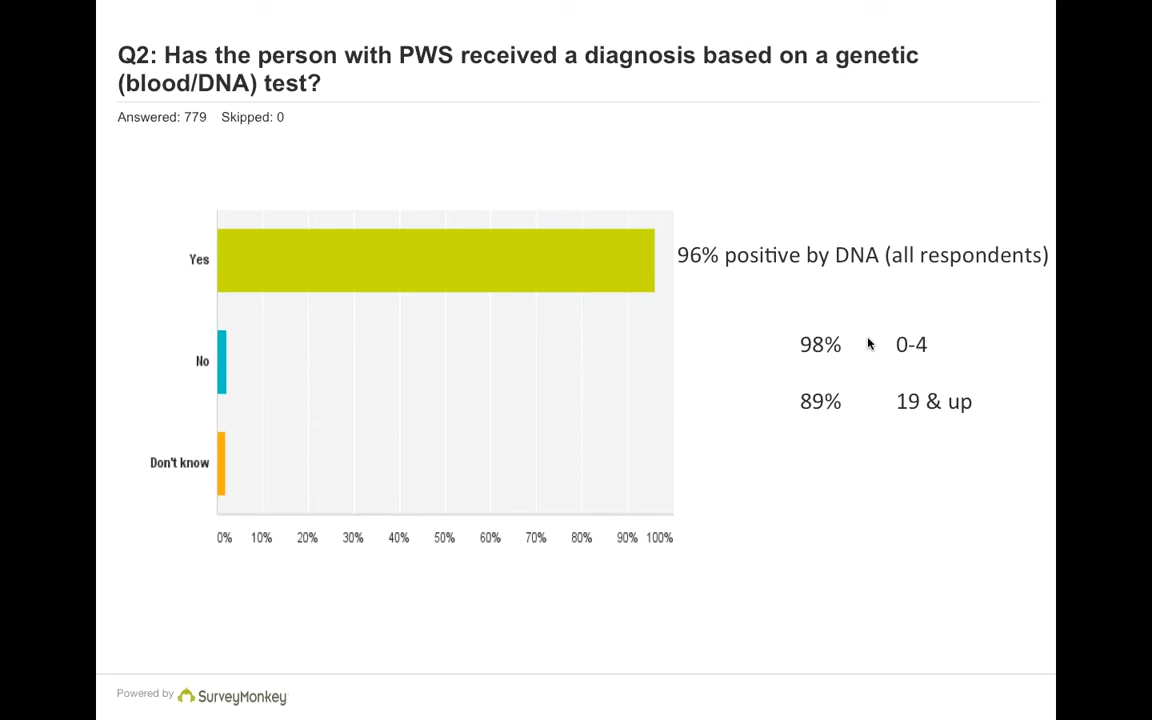 Q2: Has the person with PWS received a diagnosis based on a genetic
(blood/DNA) test?
Answered: 779 Skipped: 0
Yes
96% positive by DNA (all respondents)
98% 0-4
No
89% 19 & up
Don't know
0% 10% 20% 30% 40% 50% 60% 70% 80% 90% 100%
Powered by SurveyMonkey